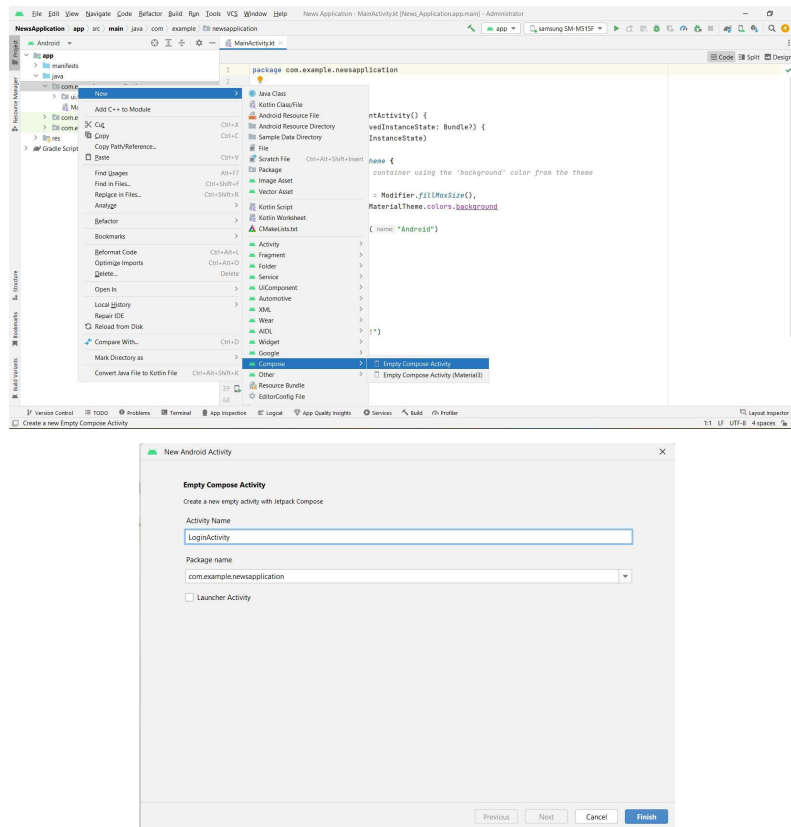 File Edit View Navigate Code Refactor Build Run Tools VCS Window Help News Application - MainActivity.kt [News_Application.app.main] - Administrator
NewsApplication app src main java com example newsapplication
app samsung SM-M515F
Android
MainActivity.kt
Code Split Design
Project
Resource Manager
Structure
Bookmarks
Build Variants
app
manifests
java
com.e
ui.
Ma
com.e
com.e
res
Gradle Script
New
Add C++ to Module
Cut Ctrl+X
Copy Ctrl+C
Copy Path/Reference...
Paste Ctrl+V
Find Usages Alt+F7
Find in Files... Ctrl+Shift+F
Replace in Files... Ctrl+Shift+R
Analyze
Refactor
Bookmarks
Reformat Code Ctrl+Alt+L
Optimize Imports Ctrl+Alt+O
Delete... Delete
Open In
Local History
Repair IDE
Reload from Disk
Compare With... Ctrl+D
Mark Directory as
Convert Java File to Kotlin File Ctrl+Alt+Shift+K
Java Class
Kotlin Class/File
Android Resource File
Android Resource Directory
Sample Data Directory
File
Scratch File Ctrl+Alt+Shift+Insert
Package
Image Asset
Vector Asset
Kotlin Script
Kotlin Worksheet
CMakeLists.txt
Activity
Fragment
Folder
Service
UiComponent
Automotive
XML
Wear
AIDL
Widget
Google
Compose
Other
Resource Bundle
EditorConfig File
Empty Compose Activity
Empty Compose Activity (Material3)
1 package com.example.newsapplication
2
ntActivity() {
vedInstanceState: Bundle?) {
InstanceState)
heme {
container using the 'background' color from the theme
= Modifier.fillMaxSize(),
MaterialTheme.colors.background
( name: "Android")
!")
Version Control TODO Problems Terminal App Inspection Logcat App Quality Insights Services Build Profiler Layout Inspector
Create a new Empty Compose Activity 1:1 LF UTF-8 4 spaces
New Android Activity
Empty Compose Activity
Create a new empty activity with Jetpack Compose
Activity Name
LoginActivity
Package name
com.example.newsapplication
Launcher Activity
Previous Next Cancel Finish